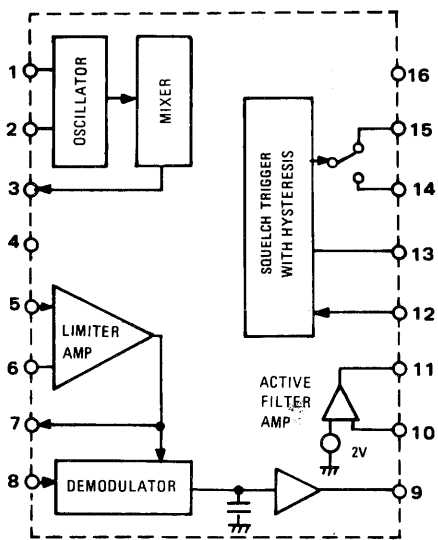 1
OSCILLATOR
MIXER
2
3
4
5
LIMITER
AMP
6
7
8
DEMODULATOR
16
15
SQUELCH TRIGGER
WITH HYSTERESIS
14
13
12
11
ACTIVE
FILTER
AMP
10
2V
9